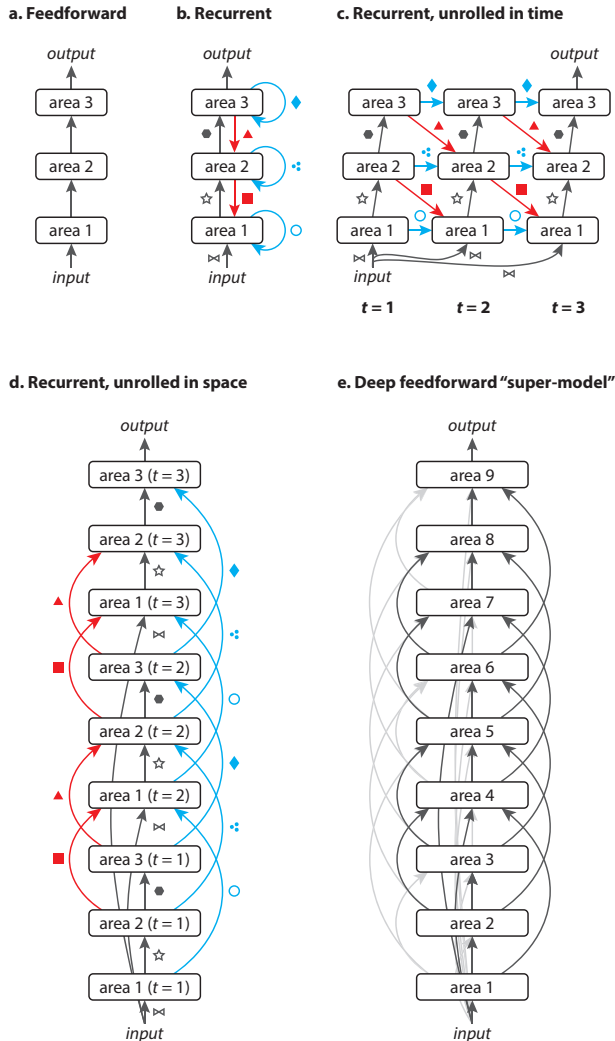 a. Feedforward
output
area 3
area 2
area 1
input
b. Recurrent
output
area 3
area 2
area 1
input
c. Recurrent, unrolled in time
output
area 3 area 3 area 3
area 2 area 2 area 2
area 1 area 1 area 1
input
t = 1 t = 2 t = 3
d. Recurrent, unrolled in space
output
area 3 (t = 3)
area 2 (t = 3)
area 1 (t = 3)
area 3 (t = 2)
area 2 (t = 2)
area 1 (t = 2)
area 3 (t = 1)
area 2 (t = 1)
area 1 (t = 1)
input
e. Deep feedforward “super-model”
output
area 9
area 8
area 7
area 6
area 5
area 4
area 3
area 2
area 1
input